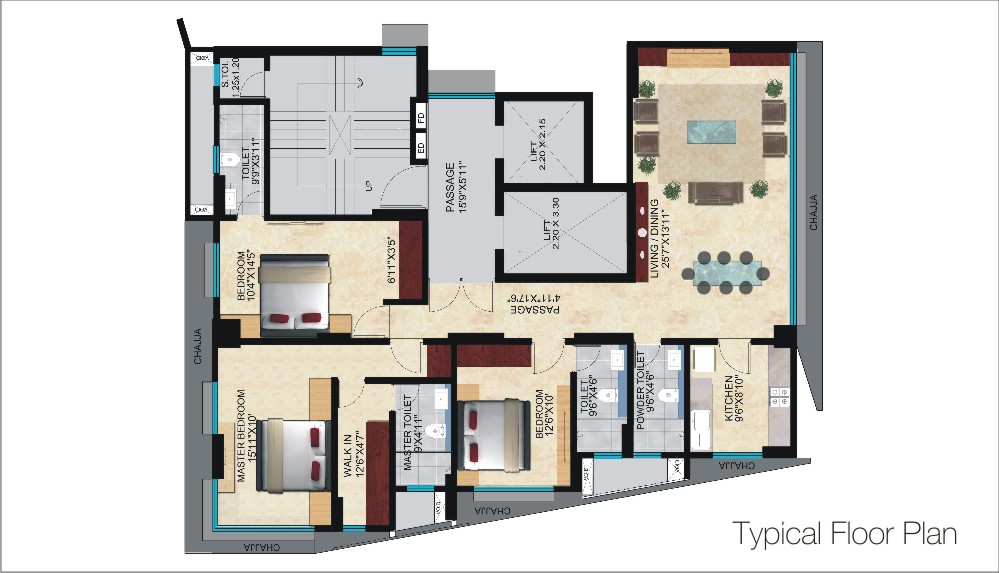 S.TOI.
1.25x1.20
TOILET
9'9"X3'11"
UP
FD
ED
PASSAGE
15'9"X5'11"
LIFT
2.20 X 2.15
LIFT
2.20 X 3.30
LIVING / DINING
25'7"X13'11"
CHAJJA
BEDROOM
10'4"X14'5"
6'11"X3'5"
PASSAGE
4'11"X17'6"
CHAJJA
MASTER BEDROOM
15'11"X10'
WALK IN
12'6"X4'7"
MASTER TOILET
9'X4'11"
BEDROOM
12'6"X10'
TOILET
9'6"X4'6"
POWDER TOILET
9'6"X4'6"
KITCHEN
9'6"X8'10"
CHAJJA
CHAJJA
CHAJJA
Typical Floor Plan